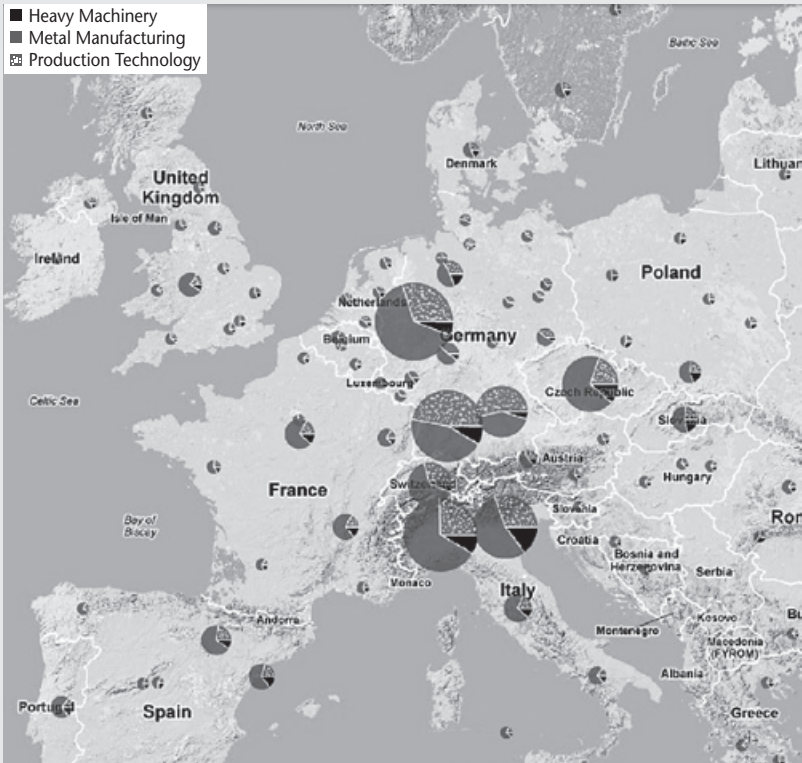 Heavy Machinery
Metal Manufacturing
Production Technology
Baltic Sea
North Sea
Denmark
Lithuan
United
Kingdom
Isle of Man
Ireland
Poland
Netherlands
Germany
Belgium
Luxembourg
Czech Republic
Celtic Sea
Slovakia
Austria
Switzerland
Hungary
France
Slovenia
Ron
Bay of
Biscay
Croatia
Bosnia and
Herzegovina
Serbia
Monaco
Italy
Andorra
Montenegro
Kosovo
Bu
Macedonia
(FYROM)
Albania
Portugal
Spain
Greece